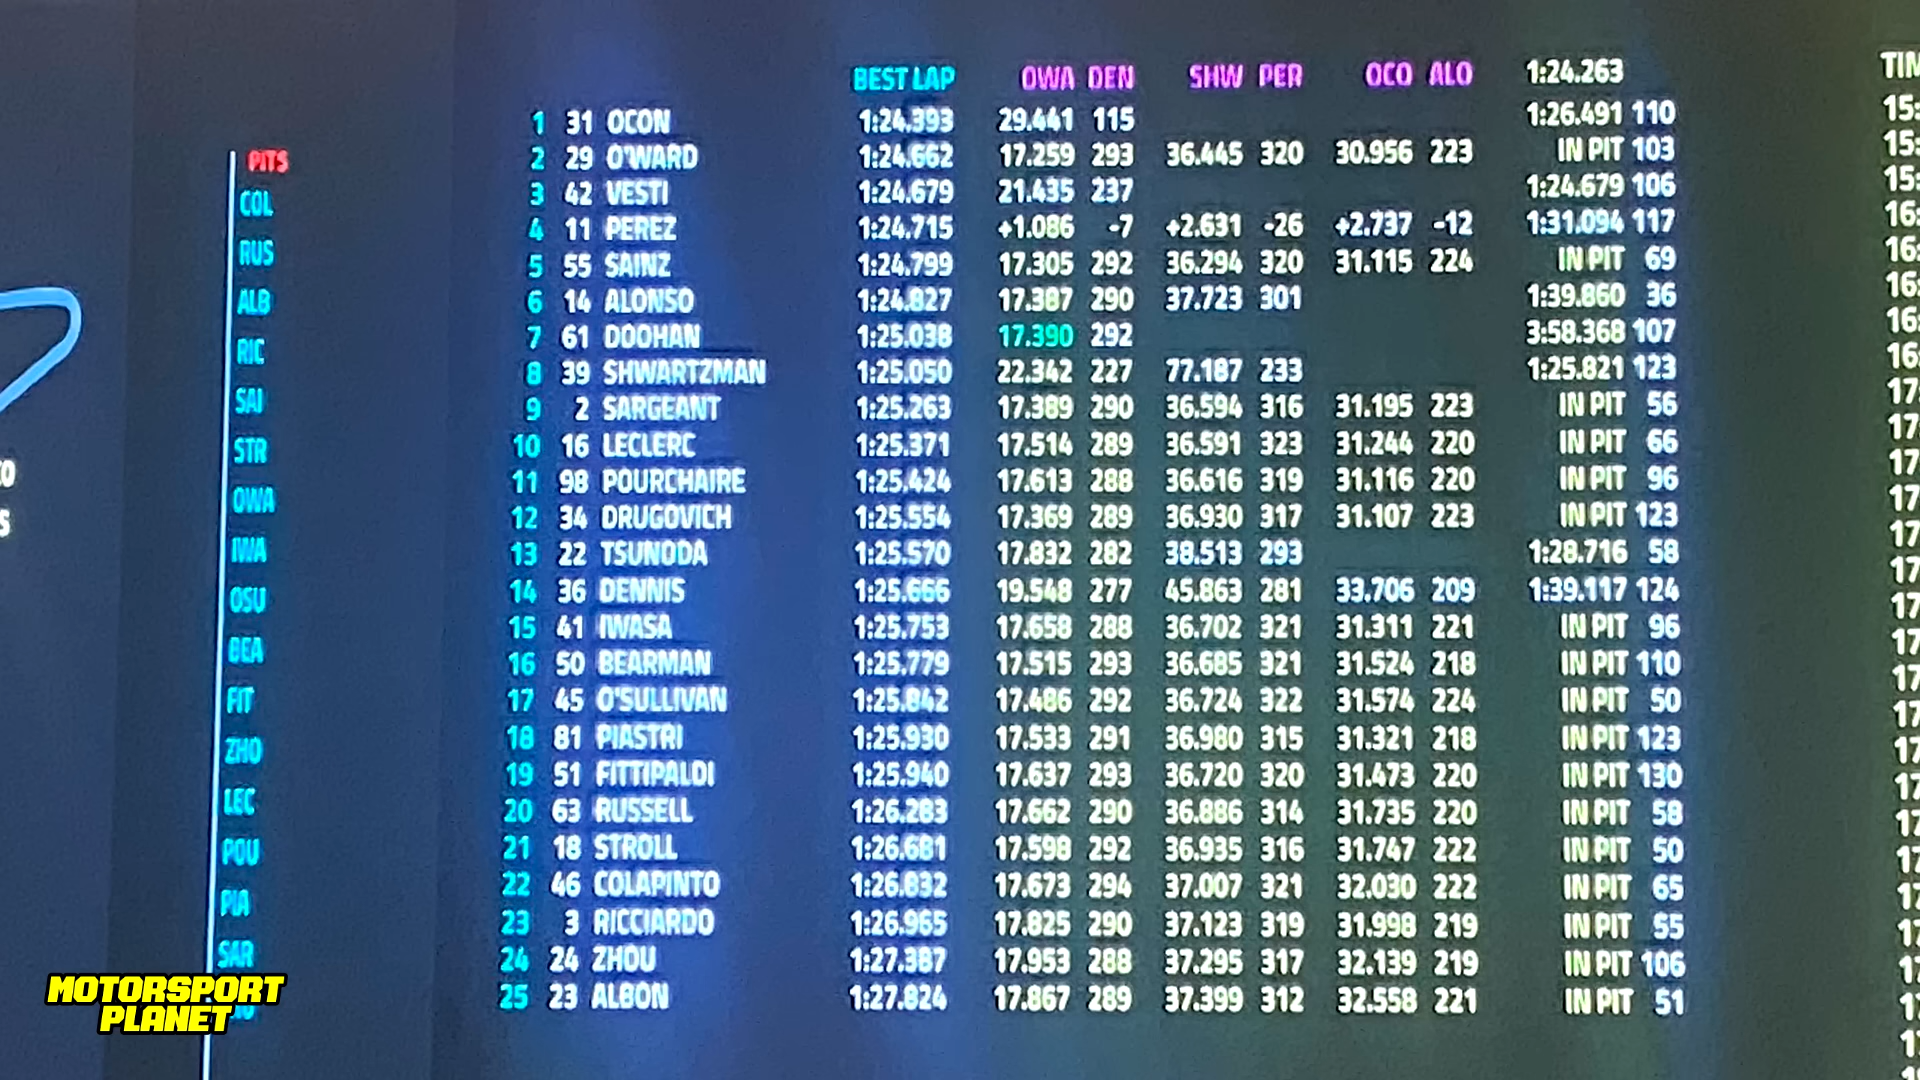 BEST LAP OWA DEN SHW PER OCO ALO 1:24.263
1 31 OCON 1:24.393 29.441 115 1:26.491 110
2 29 O'WARD 1:24.662 17.259 293 36.445 320 30.956 223 IN PIT 103
3 42 VESTI 1:24.679 21.435 237 1:24.679 106
4 11 PEREZ 1:24.715 +1.086 -7 +2.631 -26 +2.737 -12 1:31.094 117
5 55 SAINZ 1:24.799 17.305 292 36.294 320 31.115 224 IN PIT 69
6 14 ALONSO 1:24.827 17.387 290 37.723 301 1:39.860 36
7 61 DOOHAN 1:25.038 17.390 292 3:58.368 107
8 39 SHWARTZMAN 1:25.050 22.342 227 77.187 233 1:25.821 123
9 2 SARGEANT 1:25.263 17.389 290 36.594 316 31.195 223 IN PIT 56
10 16 LECLERC 1:25.371 17.514 289 36.591 323 31.244 220 IN PIT 66
11 98 POURCHAIRE 1:25.424 17.613 288 36.616 319 31.116 220 IN PIT 96
12 34 DRUGOVICH 1:25.554 17.369 289 36.930 317 31.107 223 IN PIT 123
13 22 TSUNODA 1:25.570 17.832 282 38.513 293 1:28.716 58
14 36 DENNIS 1:25.666 19.548 277 45.863 281 33.706 209 1:39.117 124
15 41 IWASA 1:25.753 17.658 288 36.702 321 31.311 221 IN PIT 96
16 50 BEARMAN 1:25.779 17.515 293 36.685 321 31.524 218 IN PIT 110
17 45 O'SULLIVAN 1:25.842 17.486 292 36.724 322 31.574 224 IN PIT 50
18 81 PIASTRI 1:25.930 17.533 291 36.980 315 31.321 218 IN PIT 123
19 51 FITTIPALDI 1:25.940 17.637 293 36.720 320 31.473 220 IN PIT 130
20 63 RUSSELL 1:26.283 17.662 290 36.886 314 31.735 220 IN PIT 58
21 18 STROLL 1:26.681 17.598 292 36.935 316 31.747 222 IN PIT 50
22 46 COLAPINTO 1:26.832 17.673 294 37.007 321 32.030 222 IN PIT 65
23 3 RICCIARDO 1:26.965 17.825 290 37.123 319 31.998 219 IN PIT 55
24 24 ZHOU 1:27.387 17.953 288 37.295 317 32.139 219 IN PIT 106
25 23 ALBON 1:27.824 17.867 289 37.399 312 32.558 221 IN PIT 51
PITS
COL
RUS
ALB
RIC
SAI
STR
OWA
IWA
OSU
BEA
FIT
ZHO
LEC
POU
PIA
SAR
MOTORSPORT
PLANET